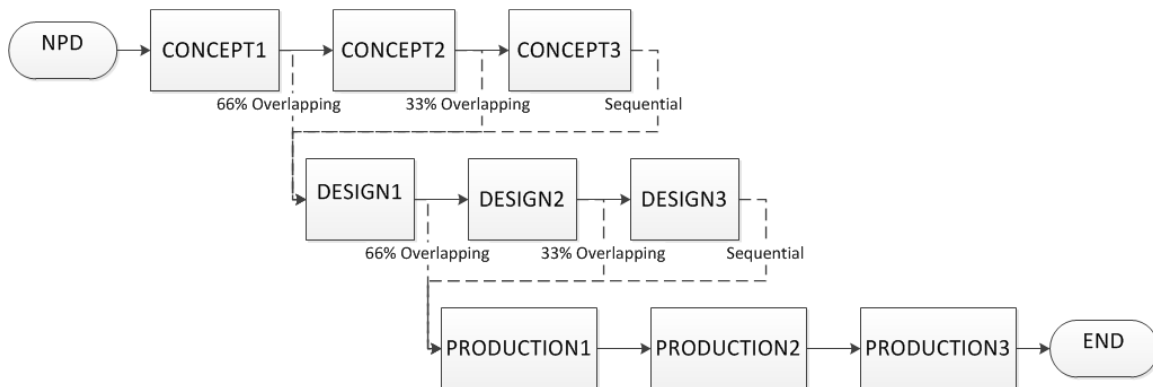 NPD
CONCEPT1
CONCEPT2
CONCEPT3
66% Overlapping
33% Overlapping
Sequential
DESIGN1
DESIGN2
DESIGN3
66% Overlapping
33% Overlapping
Sequential
PRODUCTION1
PRODUCTION2
PRODUCTION3
END